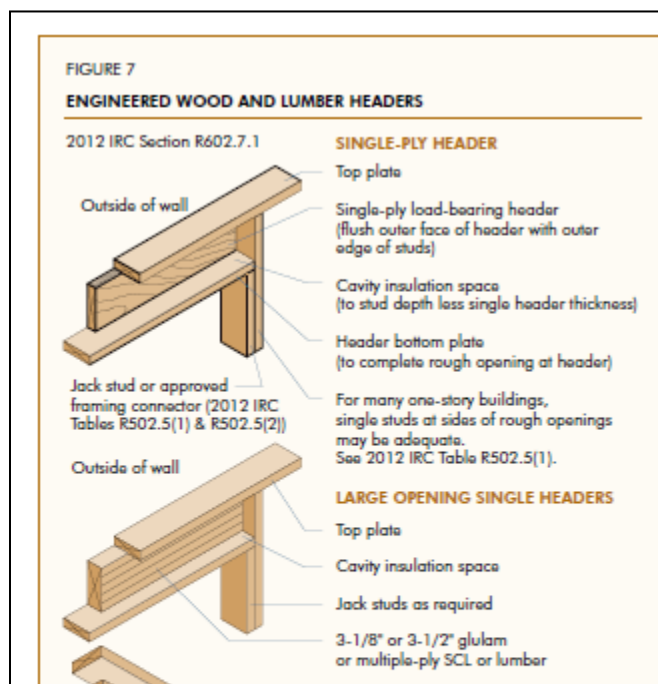 FIGURE 7
ENGINEERED WOOD AND LUMBER HEADERS
2012 IRC Section R602.7.1
SINGLE-PLY HEADER
Top plate
Outside of wall
Single-ply load-bearing header
(flush outer face of header with outer
edge of studs)
Cavity insulation space
(to stud depth less single header thickness)
Header bottom plate
(to complete rough opening at header)
Jack stud or approved
framing connector (2012 IRC
Tables R502.5(1) & R502.5(2))
For many one-story buildings,
single studs at sides of rough openings
may be adequate.
See 2012 IRC Table R502.5(1).
Outside of wall
LARGE OPENING SINGLE HEADERS
Top plate
Cavity insulation space
Jack studs as required
3-1/8" or 3-1/2" glulam
or multiple-ply SCL or lumber